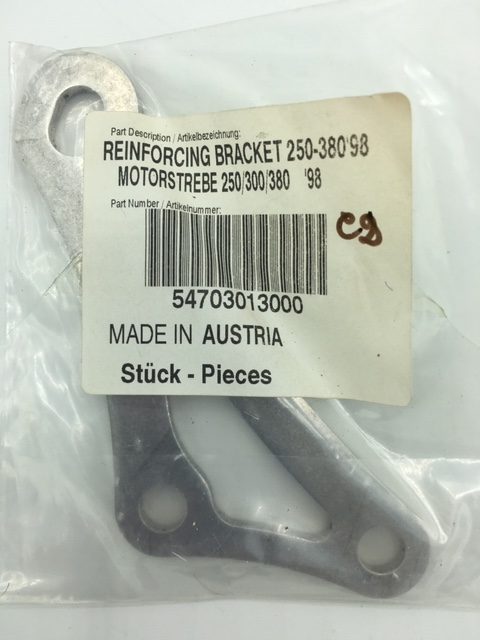 Part Description / Artikelbezeichnung:
REINFORCING BRACKET 250-380'98
MOTORSTREBE 250/300/380 '98
Part Number / Artikelnummer:
54703013000
MADE IN AUSTRIA
Stück - Pieces